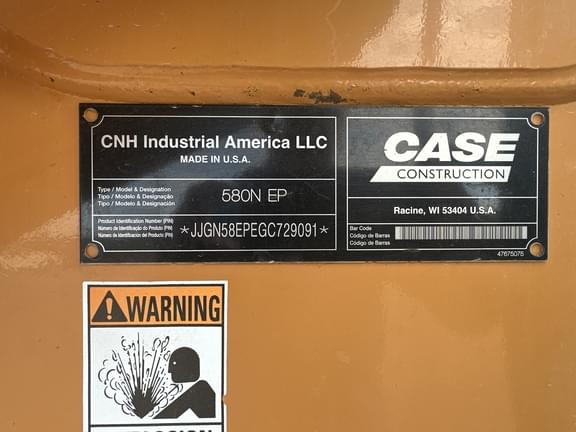 CNH Industrial America LLC
MADE IN U.S.A.
Type / Model & Designation
Tipo / Modelo & Designação
Tipo / Modelo & Designación
580N EP
Product Identification Number (PIN)
Número de Identificação do Produto (PIN)
Número de Identificación del Producto (PIN)
*JJGN58EPEGC729091*
CASE
CONSTRUCTION
Racine, WI 53404 U.S.A.
Bar Code
Código de Barras
Código de Barras
47675075
WARNING